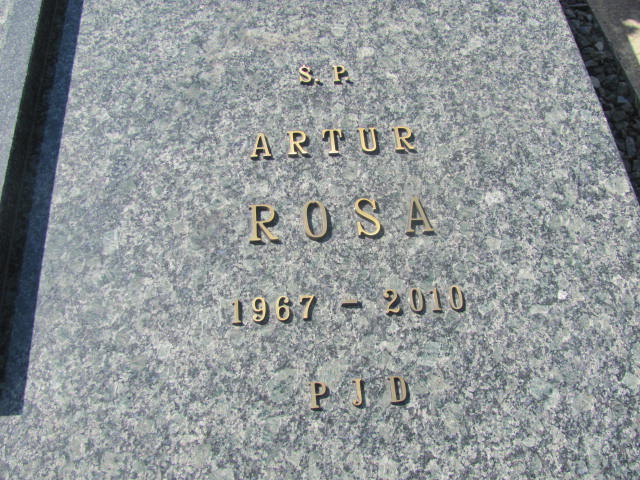 S. P.
ARTUR
ROSA
1967 - 2010
PJD